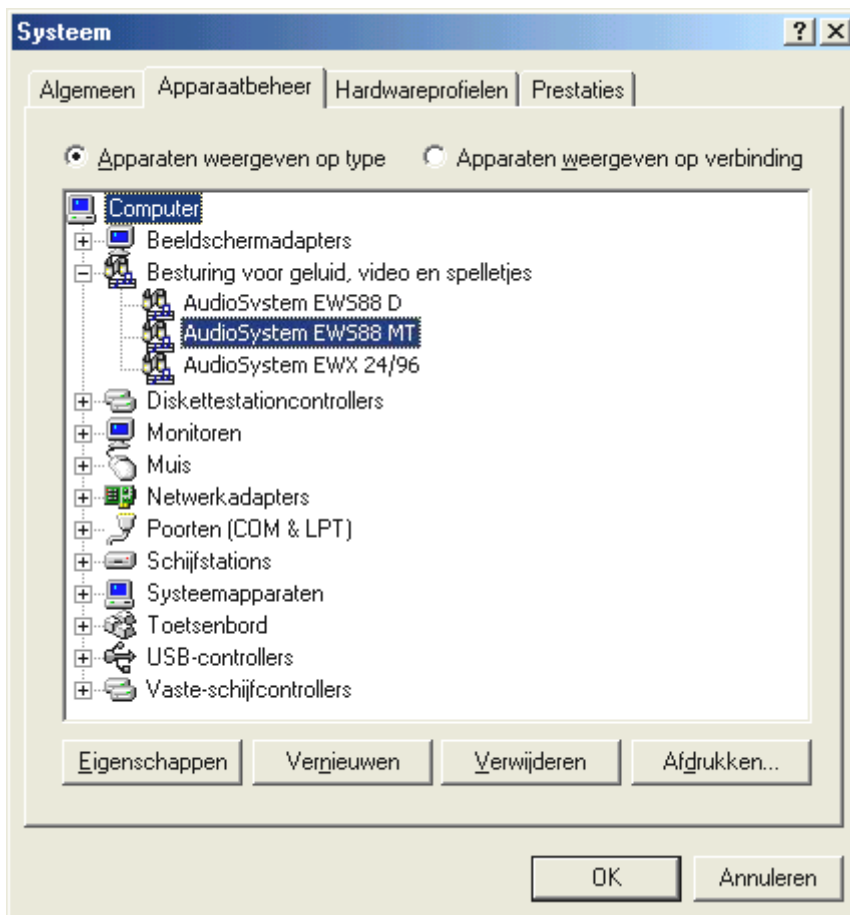 Systeem
Algemeen Apparaatbeheer Hardwareprofielen Prestaties
Apparaten weergeven op type Apparaten weergeven op verbinding
Computer
Beeldschermadapters
Besturing voor geluid, video en spelletjes
AudioSystem EWS88 D
AudioSystem EWS88 MT
AudioSystem EWX 24/96
Diskettestationcontrollers
Monitoren
Muis
Netwerkadapters
Poorten (COM & LPT)
Schijfstations
Systeemapparaten
Toetsenbord
USB-controllers
Vaste-schijfcontrollers
Eigenschappen Vernieuwen Verwijderen Afdrukken...
OK Annuleren